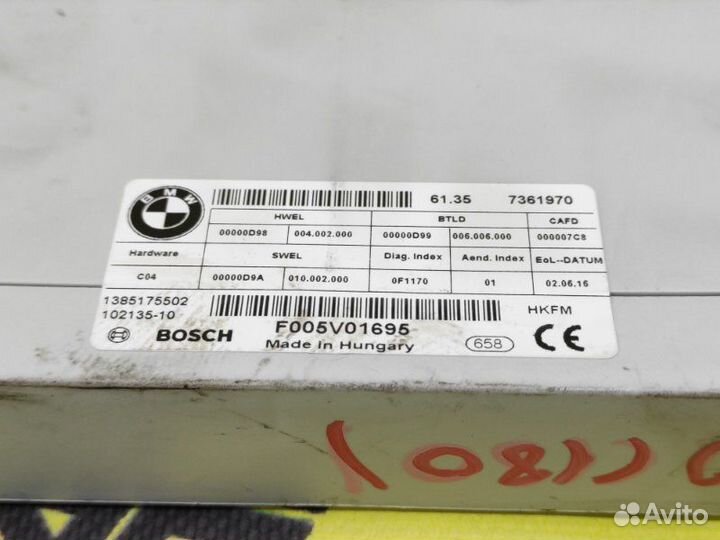 BMW
61.35 7361970
HWEL BTLD CAFD
00000D98 004.002.000 00000D99 006.006.000 000007C8
Hardware SWEL Diag. Index Aend. Index EoL--DATUM
C04 00000D9A 010.002.000 0F1170 01 02.06.16
1385175502
102135-10
HKFM
BOSCH F005V01695
Made in Hungary
658 CE
(180)
Avito